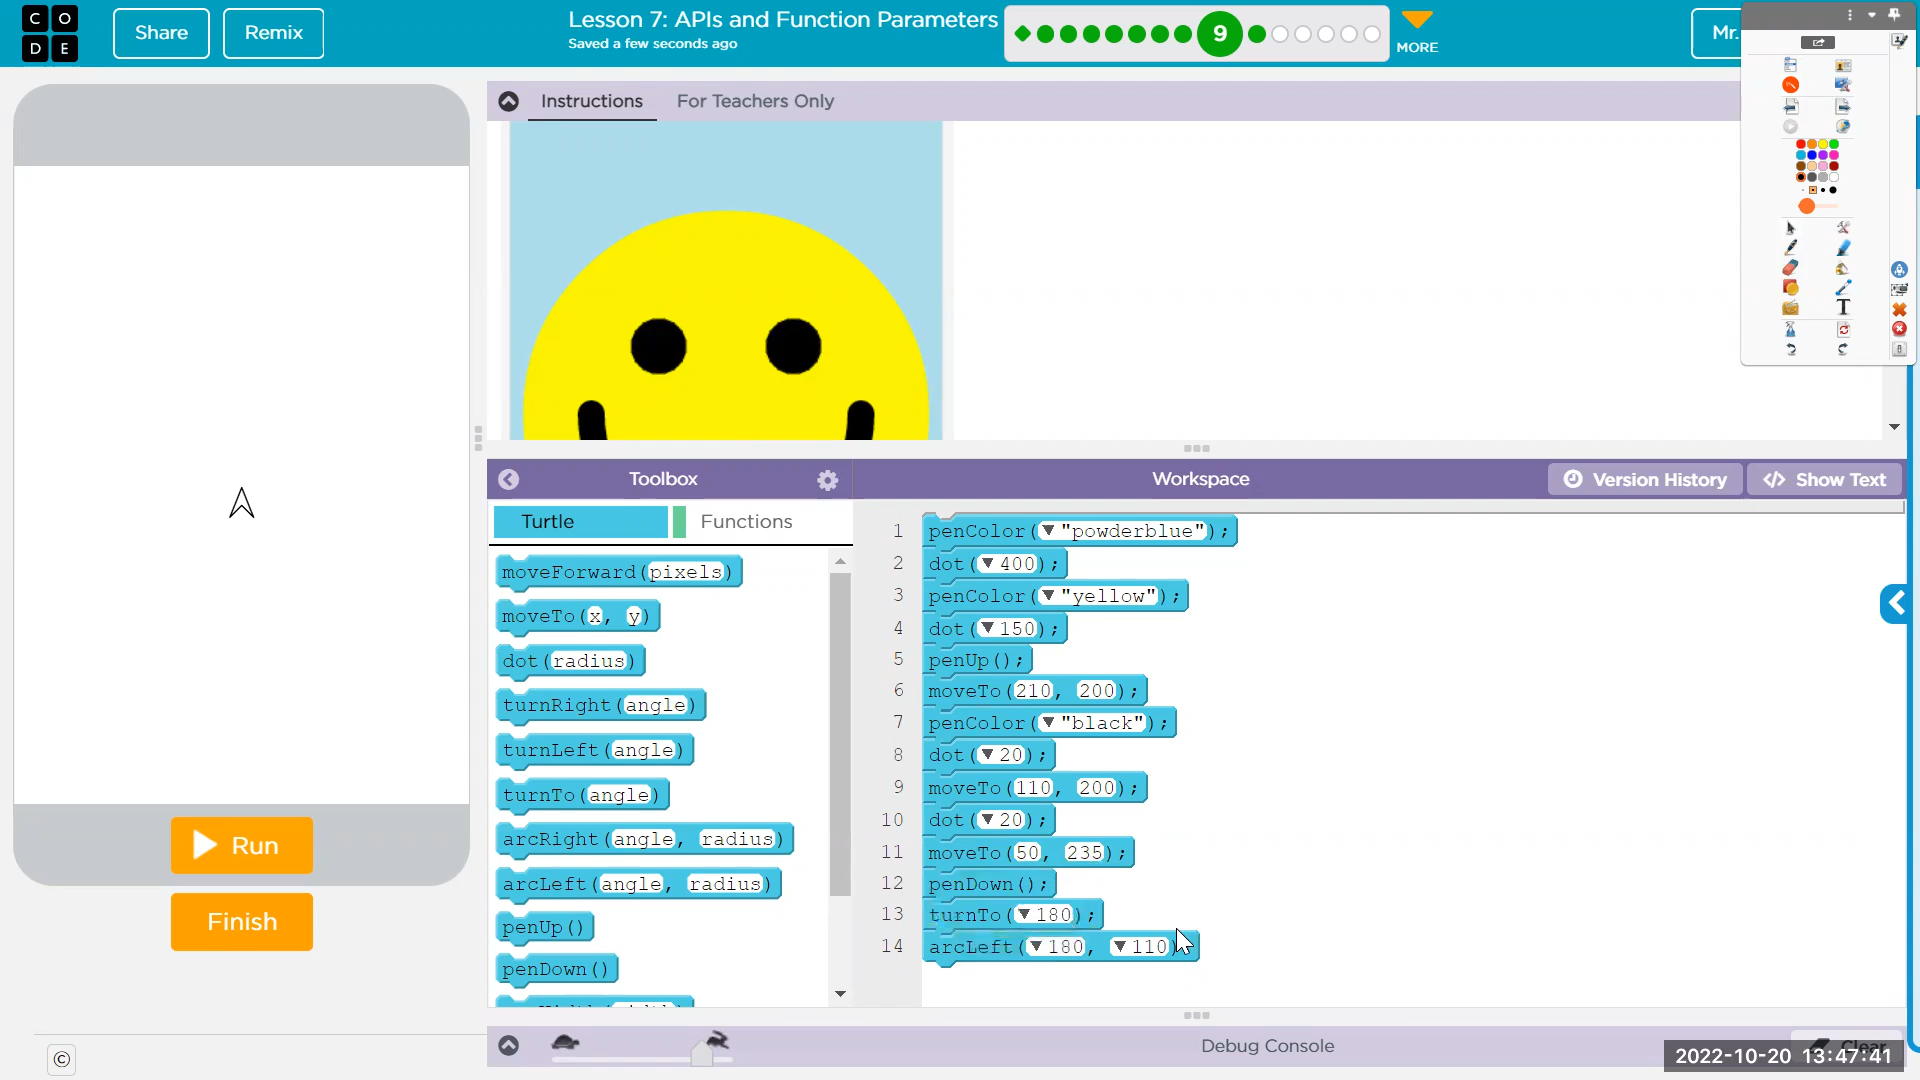 CO
DE
Share
Remix
Lesson 7: APIs and Function Parameters
Saved a few seconds ago
9
MORE
Mr.
Instructions
For Teachers Only
Toolbox
Workspace
Version History
</> Show Text
Turtle
Functions
moveForward(pixels)
moveTo(x, y)
dot(radius)
turnRight(angle)
turnLeft(angle)
turnTo(angle)
arcRight(angle, radius)
arcLeft(angle, radius)
penUp()
penDown()
1 penColor(▼"powderblue");
2 dot(▼400);
3 penColor(▼"yellow");
4 dot(▼150);
5 penUp();
6 moveTo(210, 200);
7 penColor(▼"black");
8 dot(▼20);
9 moveTo(110, 200);
10 dot(▼20);
11 moveTo(50, 235);
12 penDown();
13 turnTo(▼180);
14 arcLeft(▼180, ▼110)
Run
Finish
©
Debug Console
Clear
2022-10-20 13:47:41
T